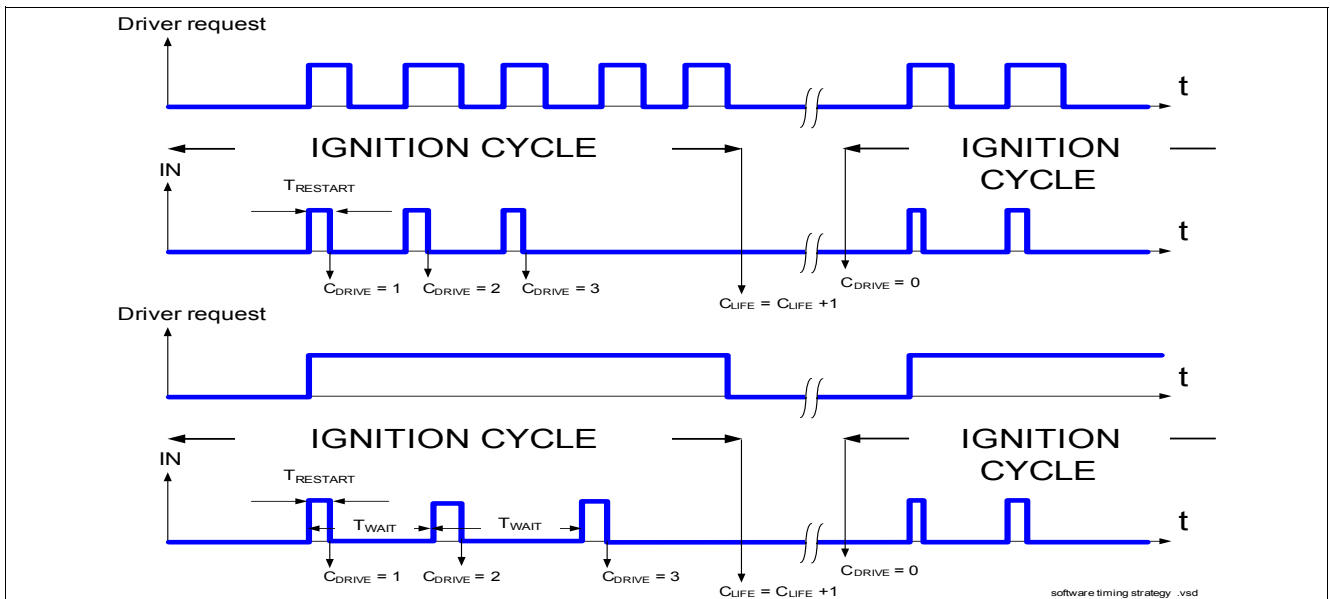 Driver request
t
IGNITION CYCLE
IGNITION
CYCLE
IN
TRESTART
t
CDRIVE = 1
CDRIVE = 2
CDRIVE = 3
CDRIVE = 0
CLIFE = CLIFE +1
Driver request
t
IGNITION CYCLE
IGNITION
CYCLE
IN
TRESTART
TWAIT
TWAIT
t
CDRIVE = 1
CDRIVE = 2
CDRIVE = 3
CDRIVE = 0
CLIFE = CLIFE +1
software timing strategy .vsd